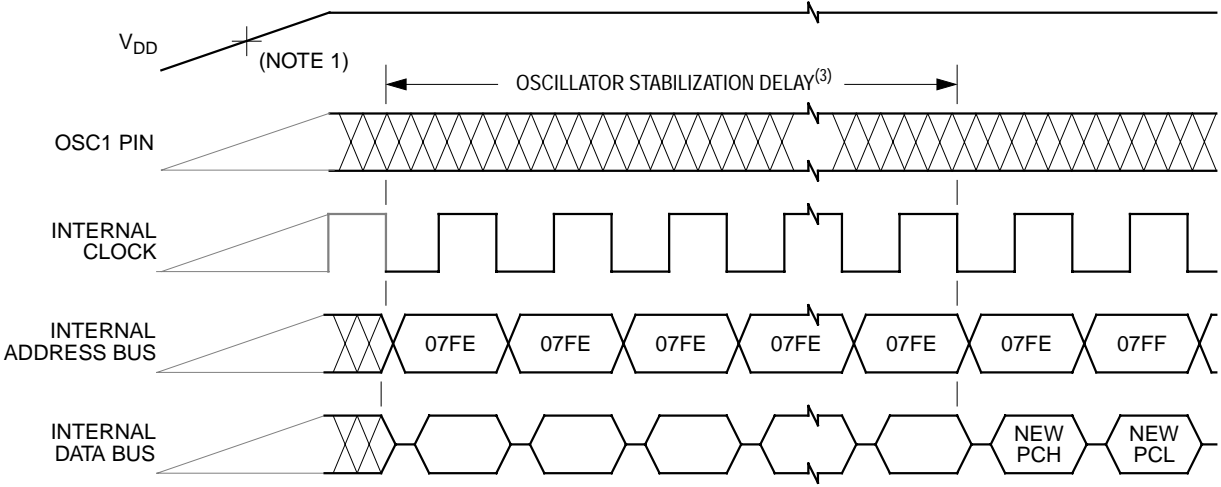 VDD
(NOTE 1)
OSCILLATOR STABILIZATION DELAY(3)
OSC1 PIN
INTERNAL
CLOCK
INTERNAL
ADDRESS BUS
07FE 07FE 07FE 07FE 07FE 07FE 07FF
INTERNAL
DATA BUS
NEW
PCH
NEW
PCL